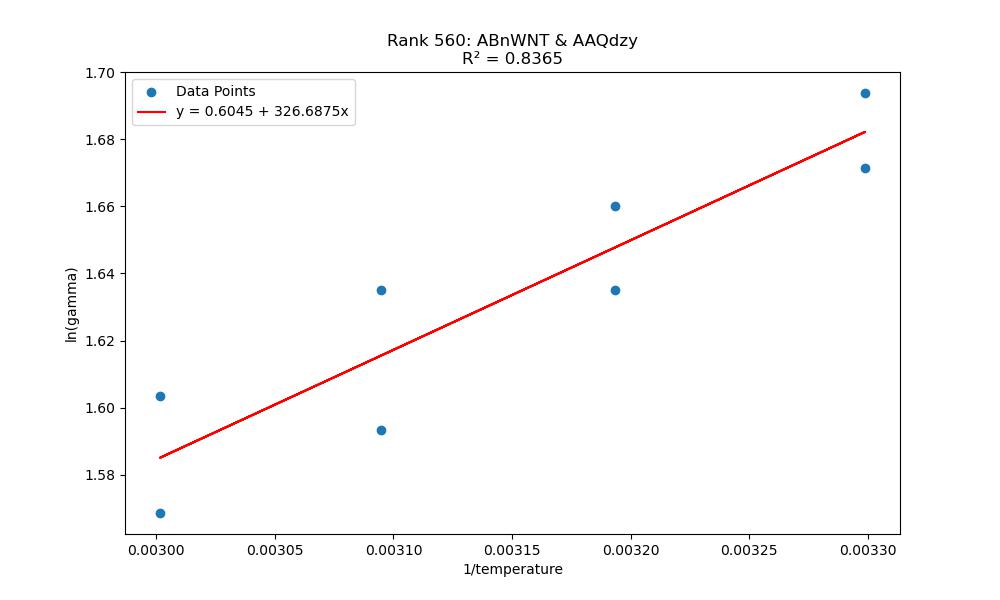 Rank 560: ABnWNT & AAQdzy
R² = 0.8365
Data Points
y = 0.6045 + 326.6875x
1.70
1.68
1.66
1.64
1.62
1.60
1.58
ln(gamma)
0.00300 0.00305 0.00310 0.00315 0.00320 0.00325 0.00330
1/temperature